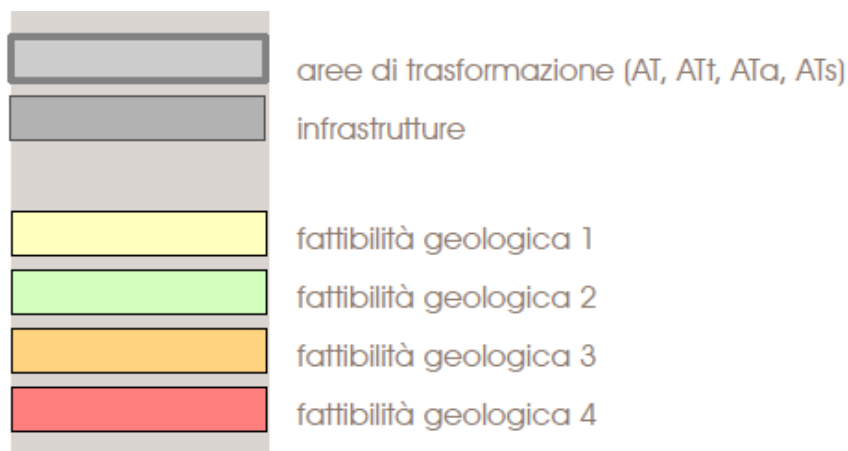 aree di trasformazione (AT, ATt, ATa, ATs)
infrastrutture
fattibilità geologica 1
fattibilità geologica 2
fattibilità geologica 3
fattibilità geologica 4